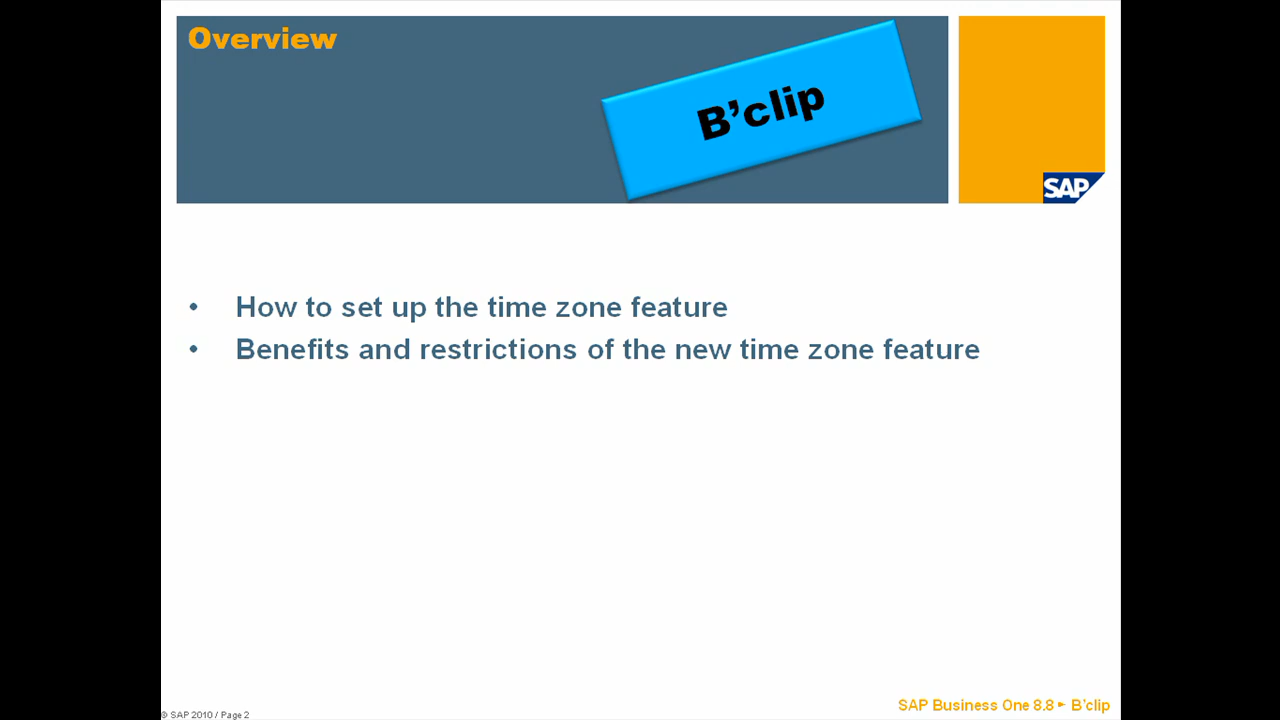 Overview
B’clip
SAP
• How to set up the time zone feature
• Benefits and restrictions of the new time zone feature
© SAP 2010 / Page 2
SAP Business One 8.8 ► B’clip